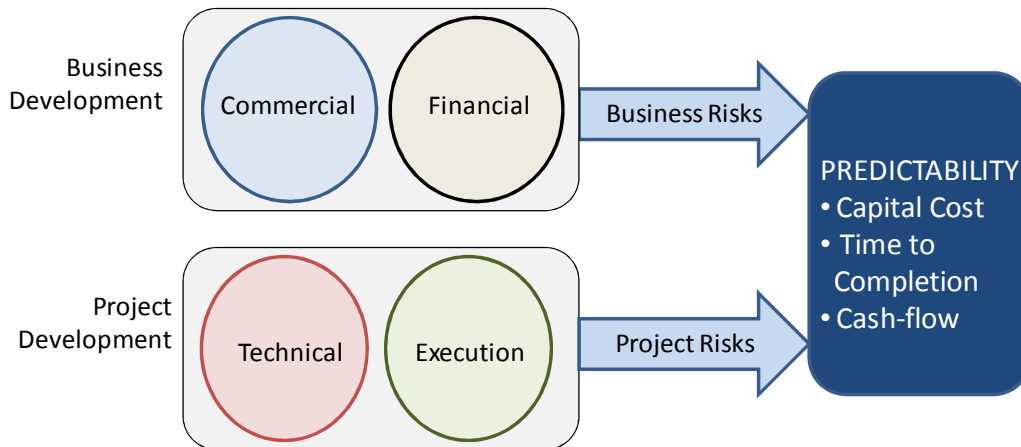 Business
Development
Commercial
Financial
Business Risks
Project
Development
Technical
Execution
Project Risks
PREDICTABILITY
• Capital Cost
• Time to
Completion
• Cash-flow